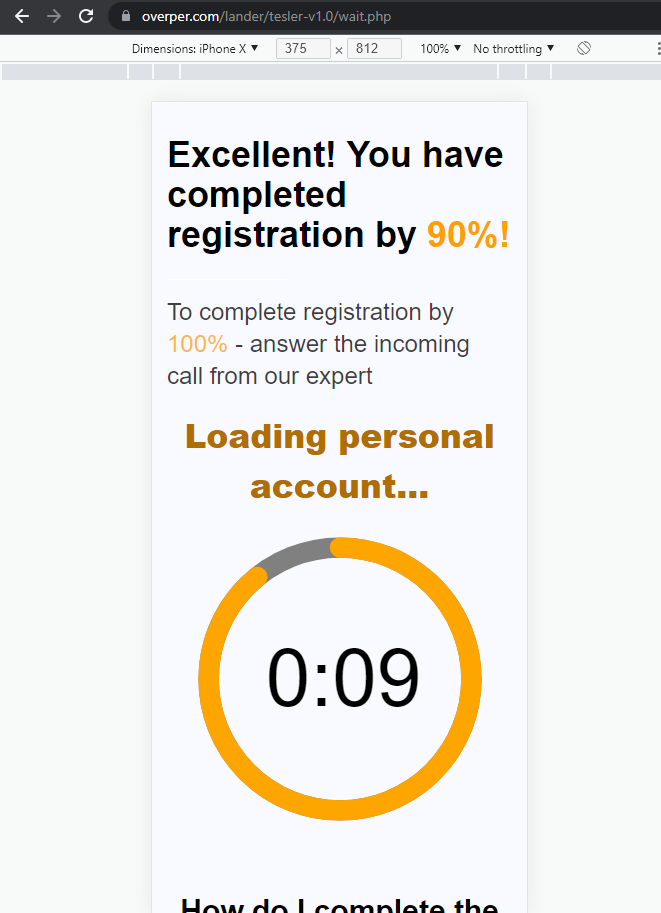 overper.com/lander/tesler-v1.0/wait.php
Dimensions: iPhone X ▼ 375 × 812 100% ▼ No throttling ▼
Excellent! You have
completed
registration by 90%!
To complete registration by
100% - answer the incoming
call from our expert
Loading personal
account...
0:09
How do I complete the